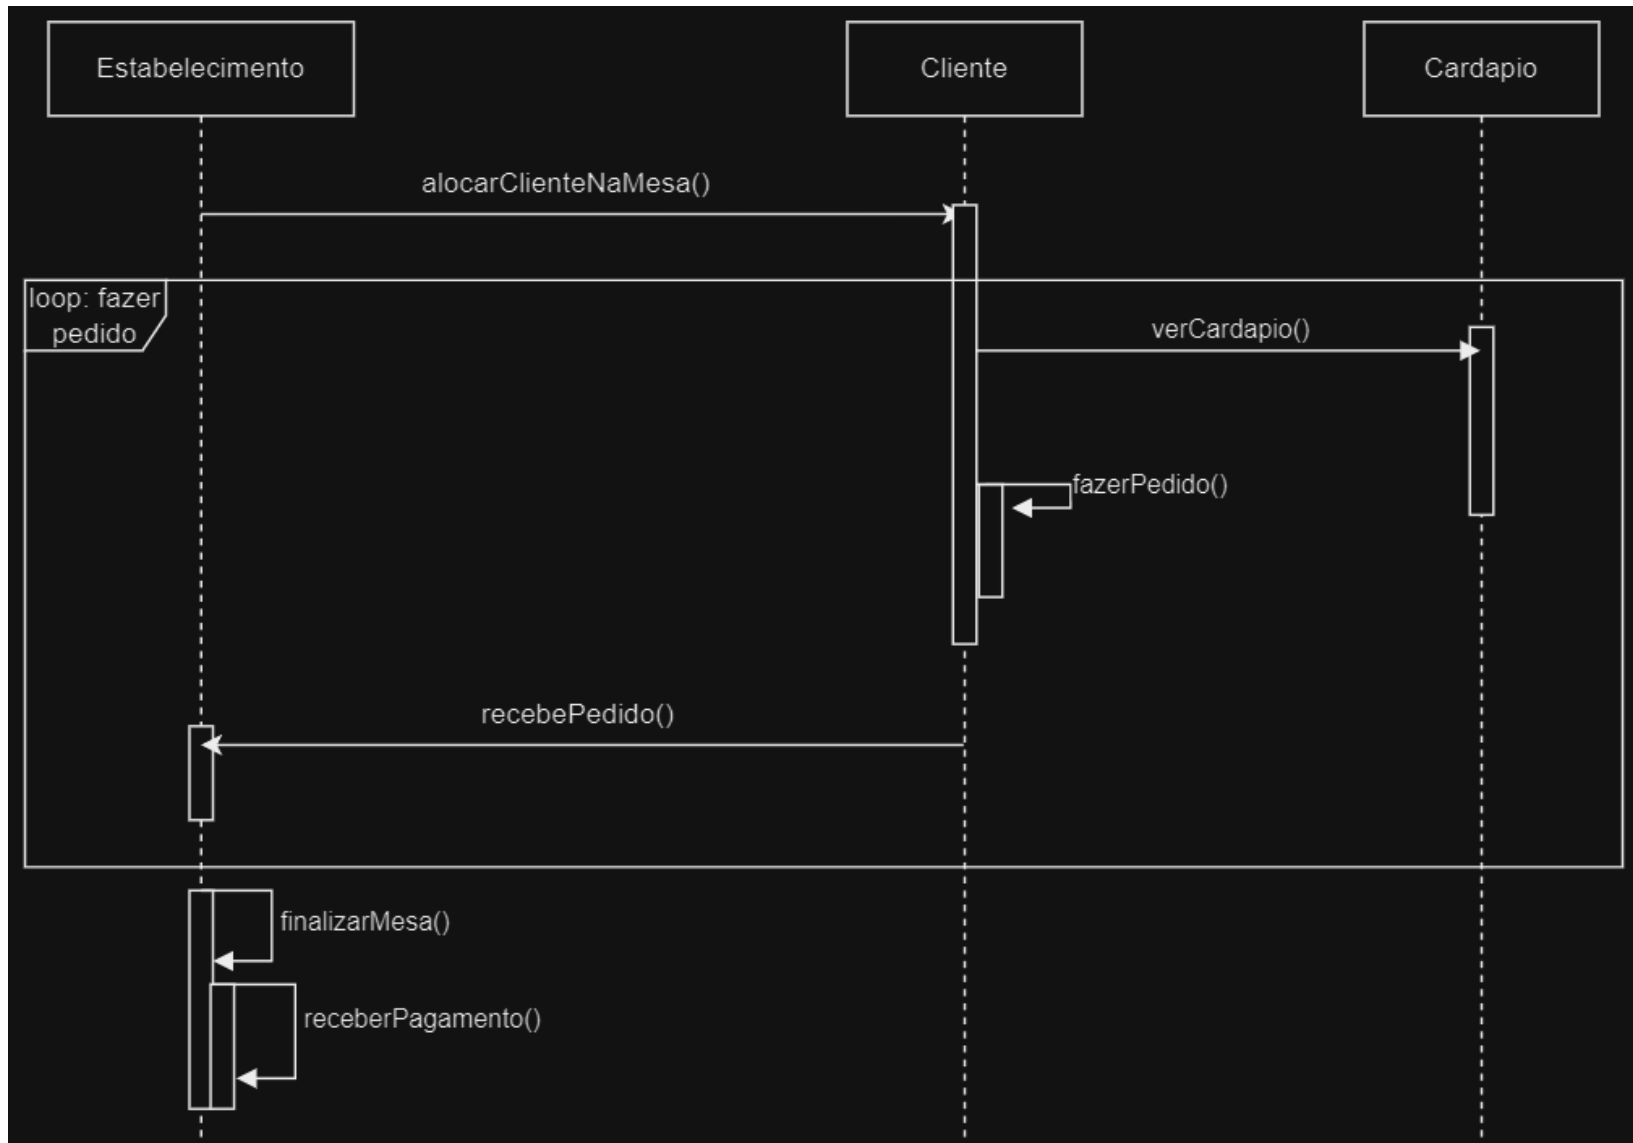 Estabelecimento
Cliente
Cardapio
alocarClienteNaMesa()
loop: fazer
pedido
verCardapio()
fazerPedido()
recebePedido()
finalizarMesa()
receberPagamento()